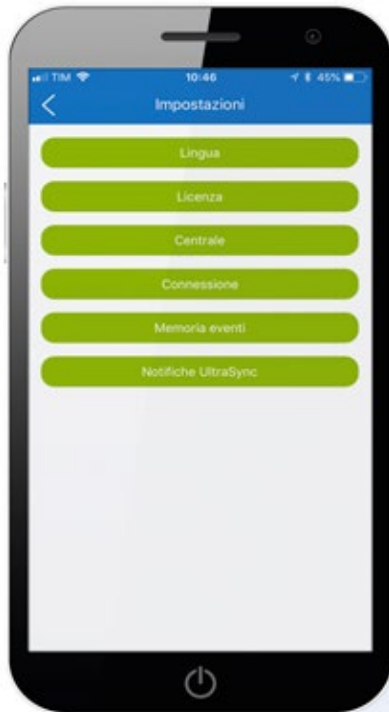 TIM 10:46 45%
Impostazioni
Lingua
Licenza
Centrale
Connessione
Memoria eventi
Notifiche UltraSync